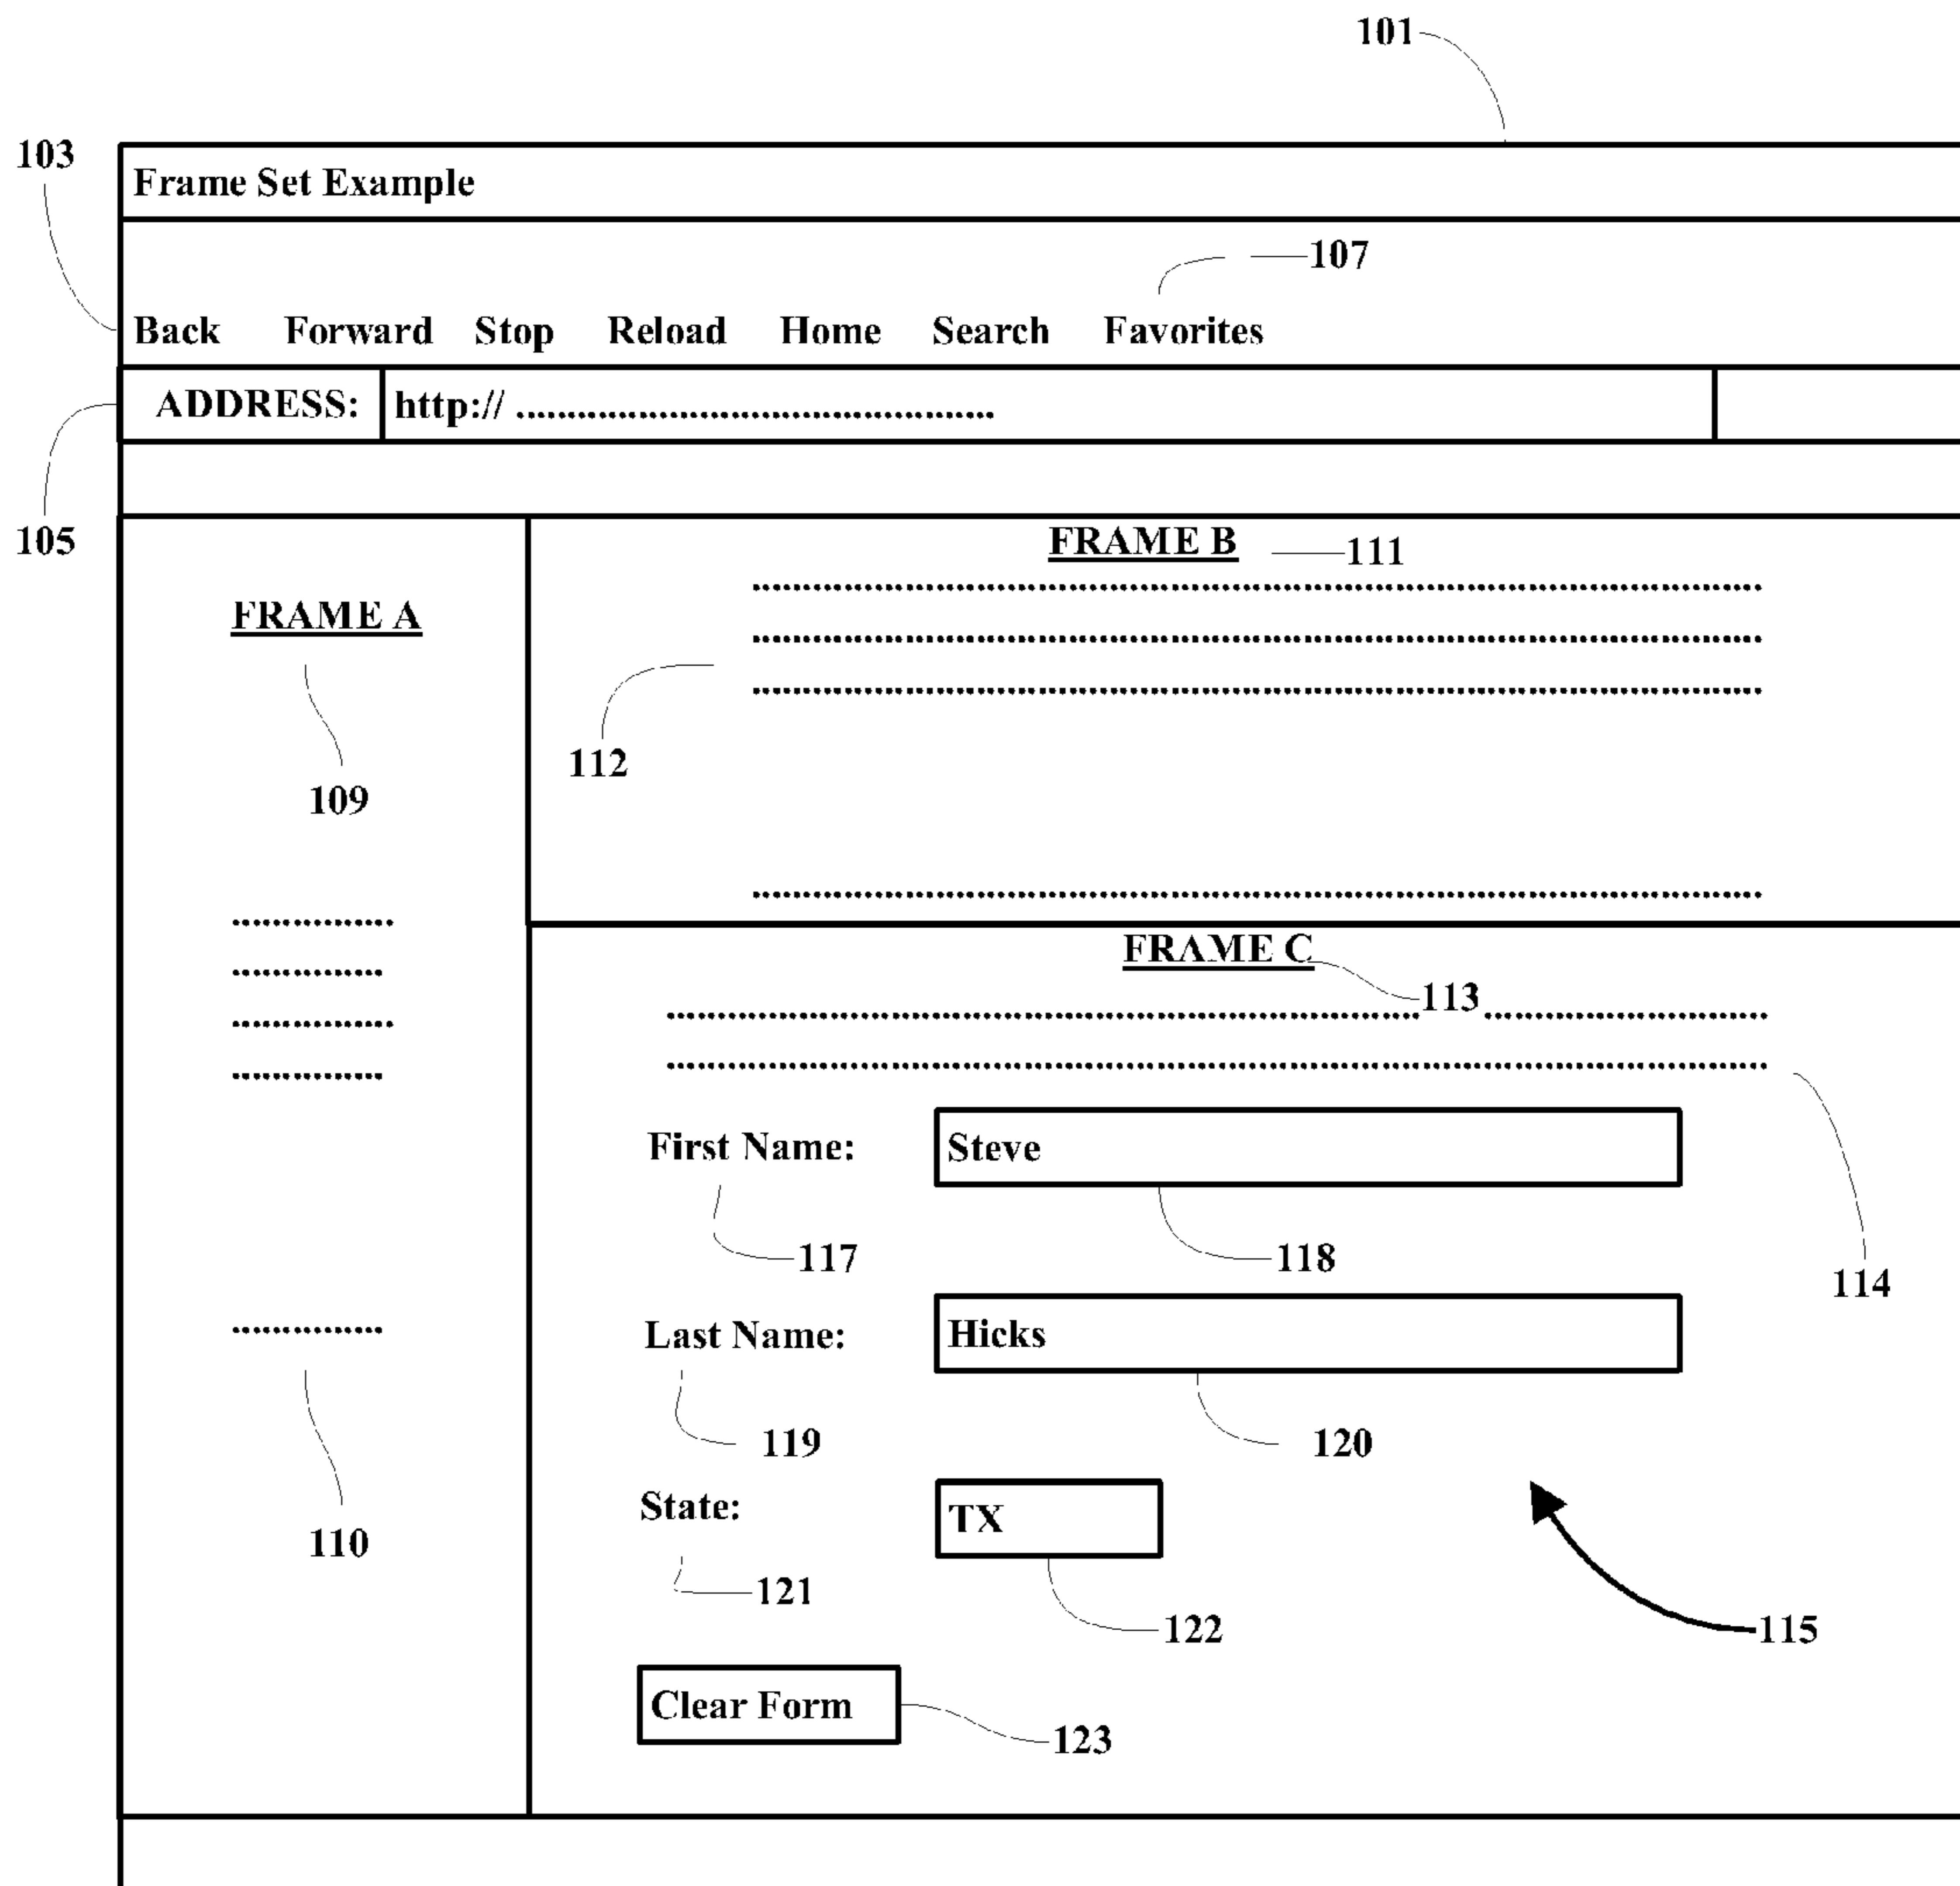 101
103
Frame Set Example
107
Back Forward Stop Reload Home Search Favorites
ADDRESS: http:// ................................................
105
FRAME B 111
FRAME A
112
109
FRAME C
113
114
First Name: Steve
117 118
Last Name: Hicks
119 120
110
State: TX
121 122
115
Clear Form
123